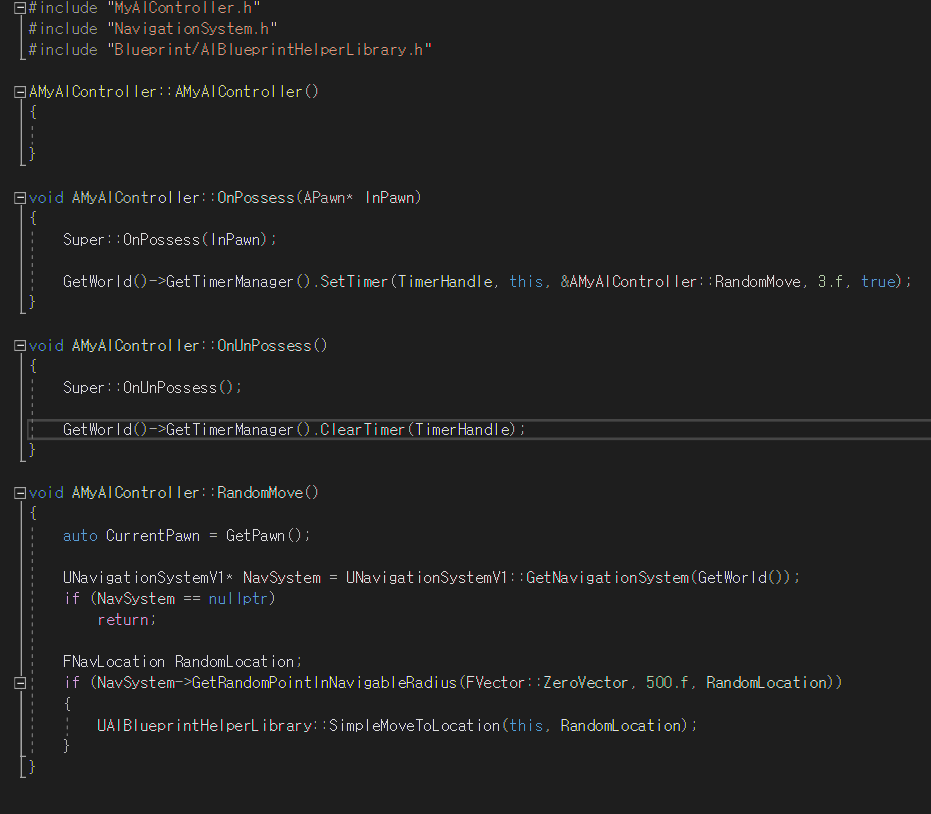 #include "MyAIController.h"
#include "NavigationSystem.h"
#include "Blueprint/AIBlueprintHelperLibrary.h"
AMyAIController::AMyAIController()
{
}
void AMyAIController::OnPossess(APawn* InPawn)
{
Super::OnPossess(InPawn);
GetWorld()->GetTimerManager().SetTimer(TimerHandle, this, &AMyAIController::RandomMove, 3.f, true);
}
void AMyAIController::OnUnPossess()
{
Super::OnUnPossess();
GetWorld()->GetTimerManager().ClearTimer(TimerHandle);
}
void AMyAIController::RandomMove()
{
auto CurrentPawn = GetPawn();
UNavigationSystemV1* NavSystem = UNavigationSystemV1::GetNavigationSystem(GetWorld());
if (NavSystem == nullptr)
return;
FNavLocation RandomLocation;
if (NavSystem->GetRandomPointInNavigableRadius(FVector::ZeroVector, 500.f, RandomLocation))
{
UAIBlueprintHelperLibrary::SimpleMoveToLocation(this, RandomLocation);
}
}